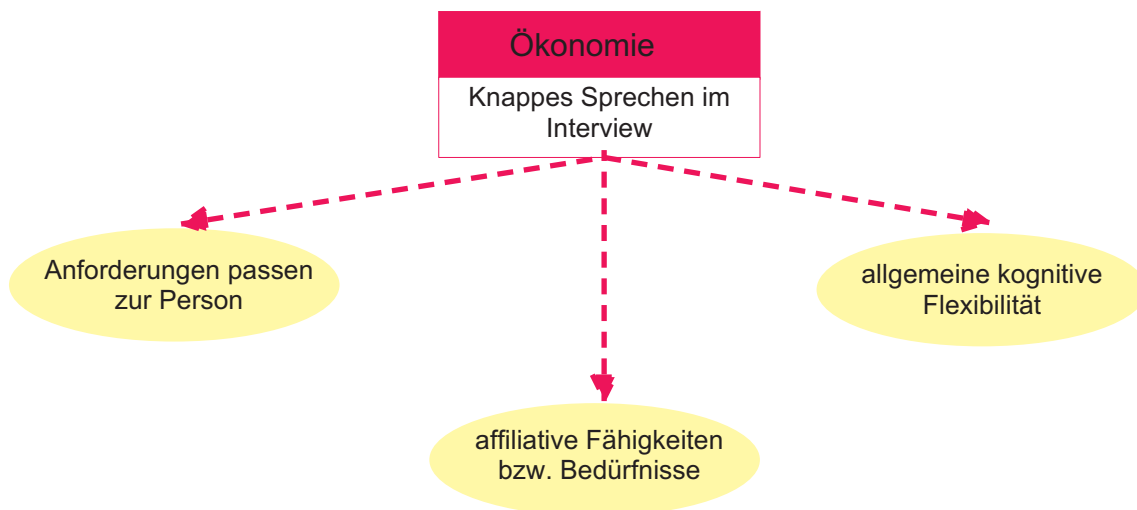 Ökonomie
Knappes Sprechen im
Interview
Anforderungen passen
zur Person
allgemeine kognitive
Flexibilität
affiliative Fähigkeiten
bzw. Bedürfnisse